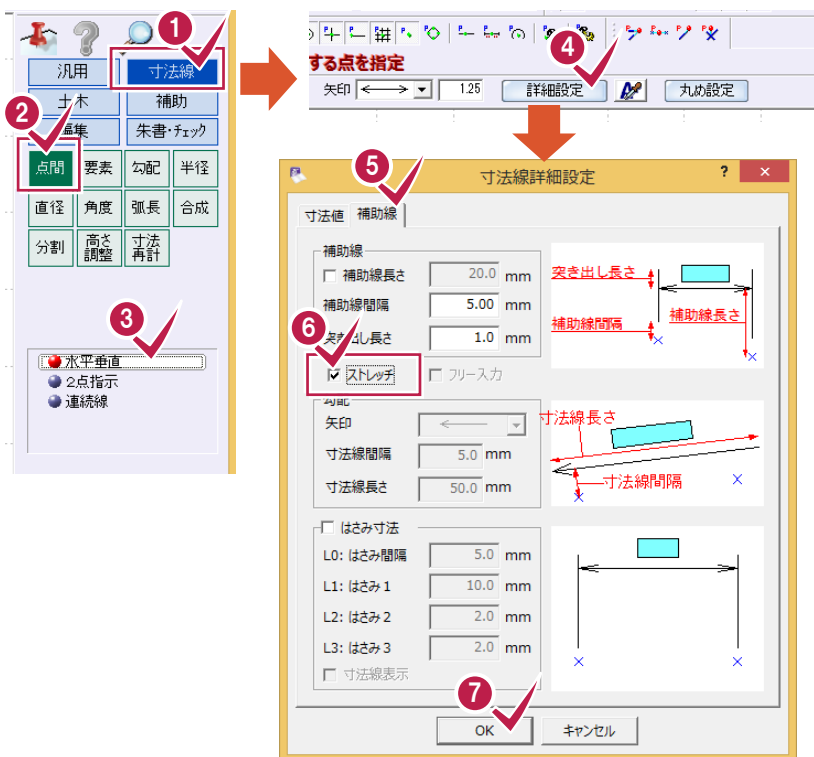 1
汎用 寸法線
土木 補助
2
編集 朱書・チェック
点間 要素 勾配 半径
直径 角度 弧長 合成
分割 高さ調整 寸法再計
3
水平垂直
2点指示
連続線
4
する点を指定
矢印 1.25 詳細設定 丸め設定
5
寸法線詳細設定 ? ×
寸法値 補助線
補助線
補助線長さ 20.0 mm
補助線間隔 5.00 mm
6
突き出し長さ 1.0 mm
ストレッチ フリー入力
勾配
矢印
寸法線間隔 5.0 mm
寸法線長さ 50.0 mm
はさみ寸法
L0: はさみ間隔 5.0 mm
L1: はさみ1 10.0 mm
L2: はさみ2 2.0 mm
L3: はさみ3 2.0 mm
寸法線表示
突き出し長さ
補助線間隔
補助線長さ
寸法線長さ
寸法線間隔
7
OK キャンセル